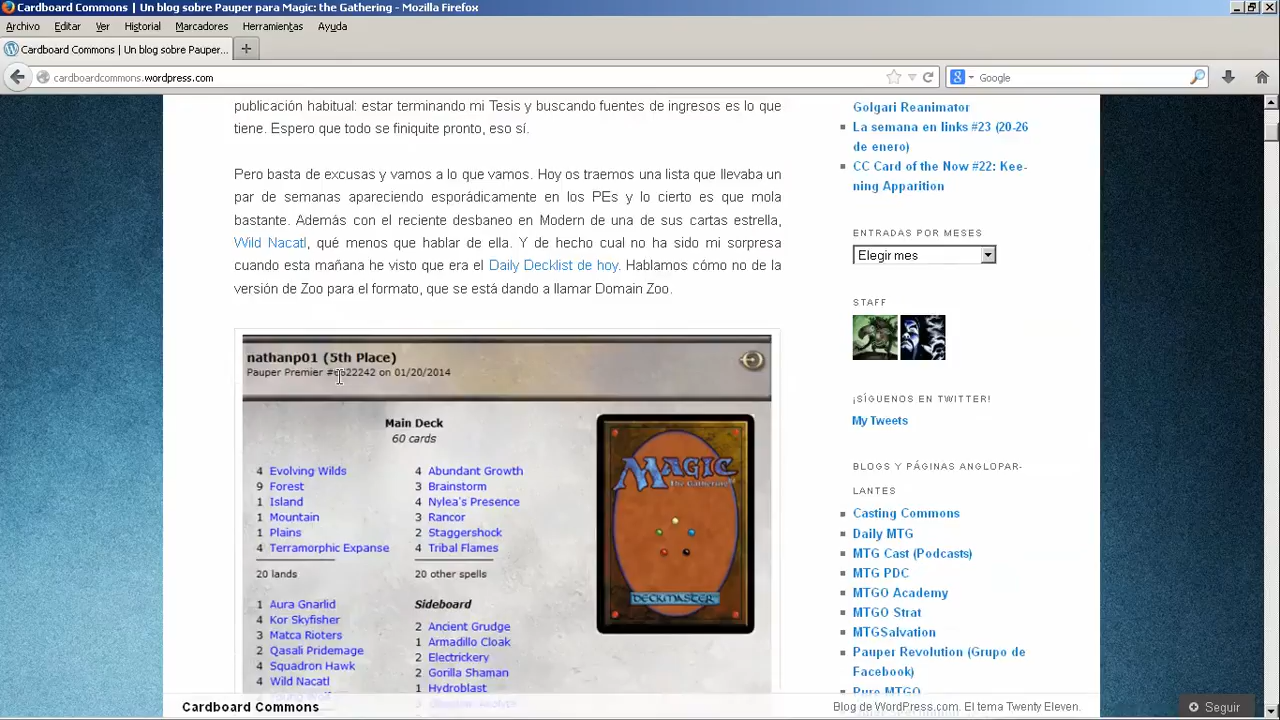 Cardboard Commons | Un blog sobre Pauper para Magic: the Gathering - Mozilla Firefox
Archivo Editar Ver Historial Marcadores Herramientas Ayuda
Cardboard Commons | Un blog sobre Pauper...
cardboardcommons.wordpress.com
Google
publicación habitual: estar terminando mi Tesis y buscando fuentes de ingresos es lo que
tiene. Espero que todo se finiquite pronto, eso sí.
Pero basta de excusas y vamos a lo que vamos. Hoy os traemos una lista que llevaba un
par de semanas apareciendo esporádicamente en los PEs y lo cierto es que mola
bastante. Además con el reciente desbaneo en Modern de una de sus cartas estrella,
Wild Nacatl, qué menos que hablar de ella. Y de hecho cual no ha sido mi sorpresa
cuando esta mañana he visto que era el Daily Decklist de hoy. Hablamos cómo no de la
versión de Zoo para el formato, que se está dando a llamar Domain Zoo.
nathanp01 (5th Place)
Pauper Premier on 01/20/2014
Main Deck
60 cards
4 Evolving Wilds
9 Forest
1 Island
1 Mountain
1 Plains
4 Terramorphic Expanse
20 lands
1 Aura Gnarlid
4 Kor Skyfisher
3 Matca Rioters
2 Qasali Pridemage
4 Squadron Hawk
4 Wild Nacatl
4 Abundant Growth
3 Brainstorm
4 Nylea's Presence
3 Rancor
2 Staggershock
4 Tribal Flames
20 other spells
Sideboard
2 Ancient Grudge
1 Armadillo Cloak
2 Electrickery
2 Gorilla Shaman
1 Hydroblast
MAGIC
The Gathering
DECKMASTER
Golgari Reanimator
La semana en links #23 (20-26
de enero)
CC Card of the Now #22: Kee-
ning Apparition
ENTRADAS POR MESES
Elegir mes
STAFF
¡SÍGUENOS EN TWITTER!
My Tweets
BLOGS Y PÁGINAS ANGLOPAR-
LANTES
Casting Commons
Daily MTG
MTG Cast (Podcasts)
MTG PDC
MTGO Academy
MTGO Strat
MTGSalvation
Pauper Revolution (Grupo de
Facebook)
Pure MTGO
Cardboard Commons
Blog de WordPress.com. El tema Twenty Eleven.
Seguir